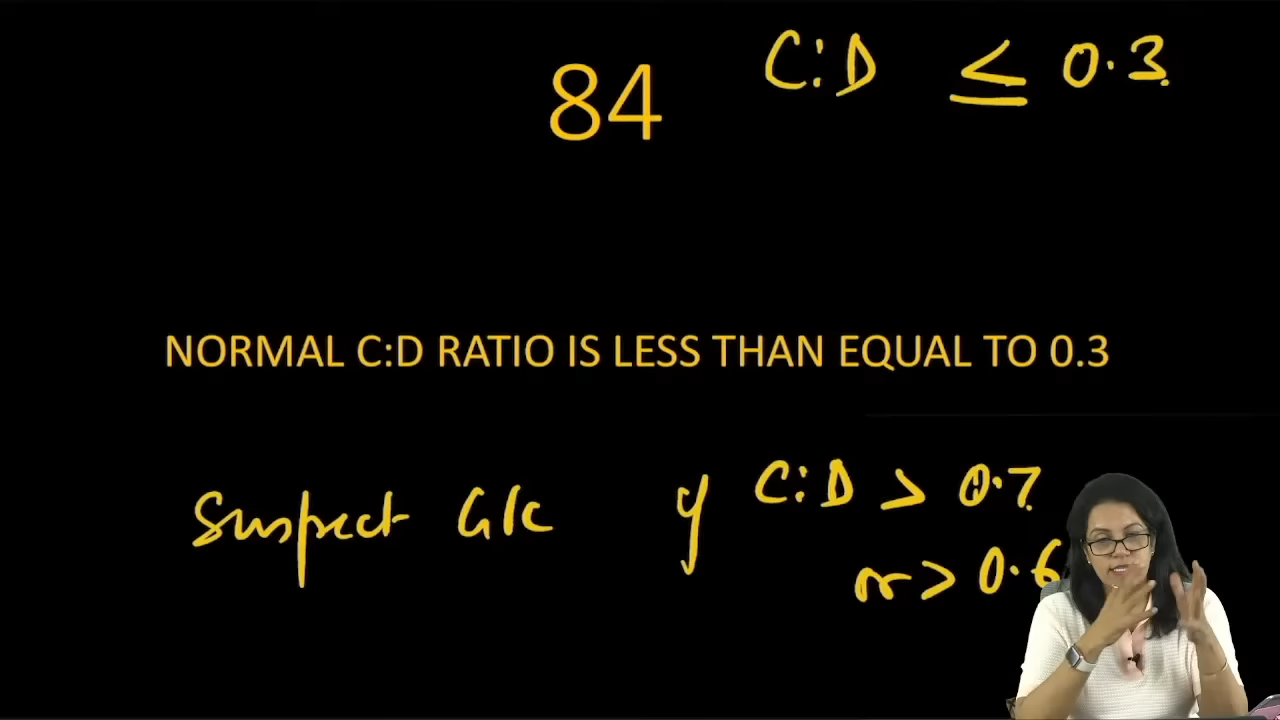 84
C:D ≤ 0.3
NORMAL C:D RATIO IS LESS THAN EQUAL TO 0.3
Suspect G/C if C:D > 0.7
or > 0.6